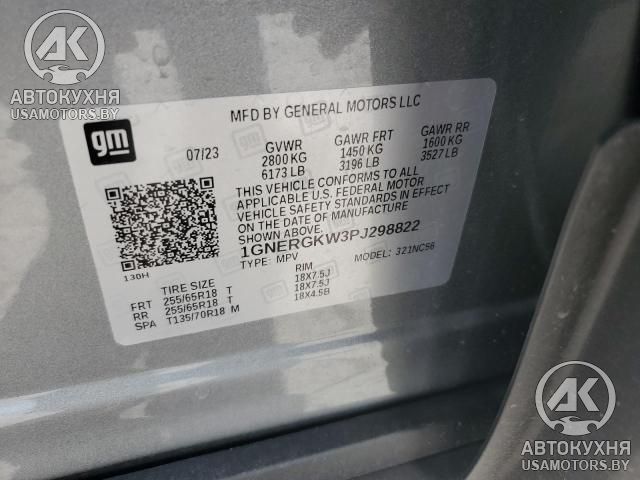 АК
АВТОКУХНЯ
USAMOTORS.BY
MFD BY GENERAL MOTORS LLC
gm
07/23
GVWR GAWR FRT GAWR RR
2800 KG 1450 KG 1600 KG
6173 LB 3196 LB 3527 LB
THIS VEHICLE CONFORMS TO ALL
APPLICABLE U.S. FEDERAL MOTOR
VEHICLE SAFETY STANDARDS IN EFFECT
ON THE DATE OF MANUFACTURE
SHOWN ABOVE.
1GNERGKW3PJ298822
TYPE: MPV MODEL: 321NC56
130H
TIRE SIZE RIM
FRT 255/65R18 T 18X7.5J
RR 255/65R18 T 18X7.5J
SPA T135/70R18 M 18X4.5B
АК
АВТОКУХНЯ
USAMOTORS.BY